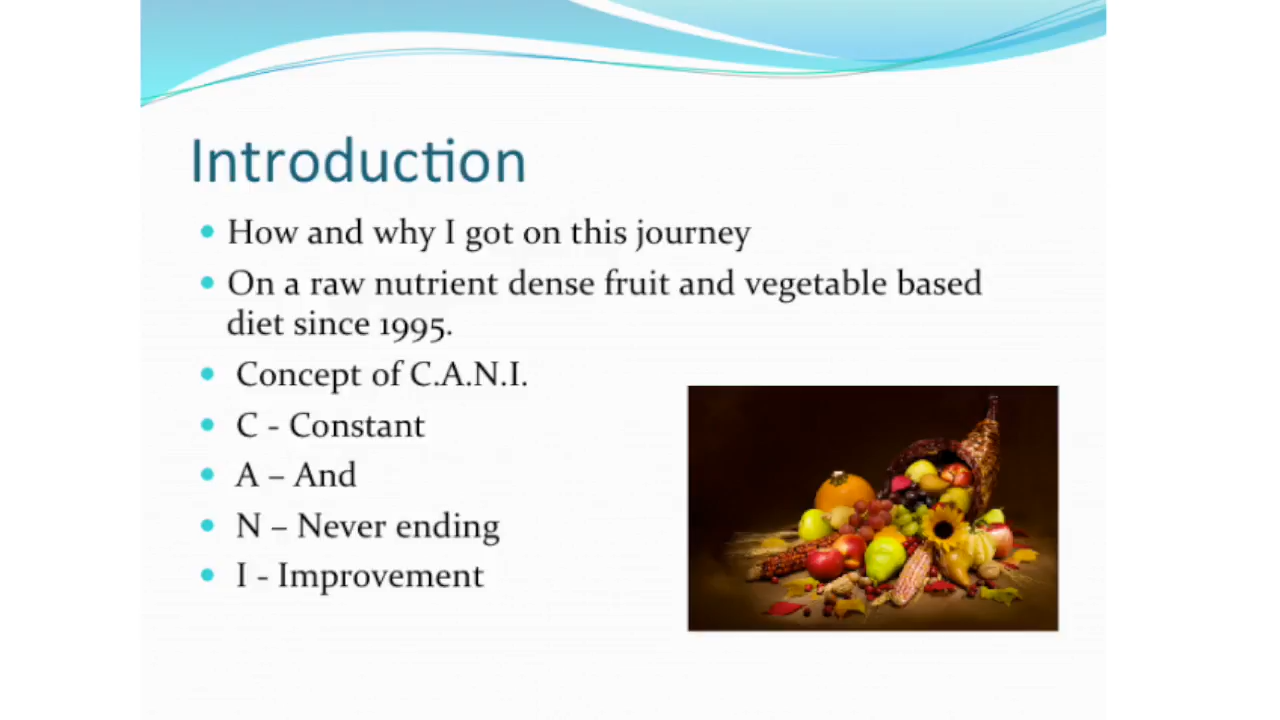 Introduction
• How and why I got on this journey
• On a raw nutrient dense fruit and vegetable based
diet since 1995.
• Concept of C.A.N.I.
• C - Constant
• A – And
• N – Never ending
• I - Improvement